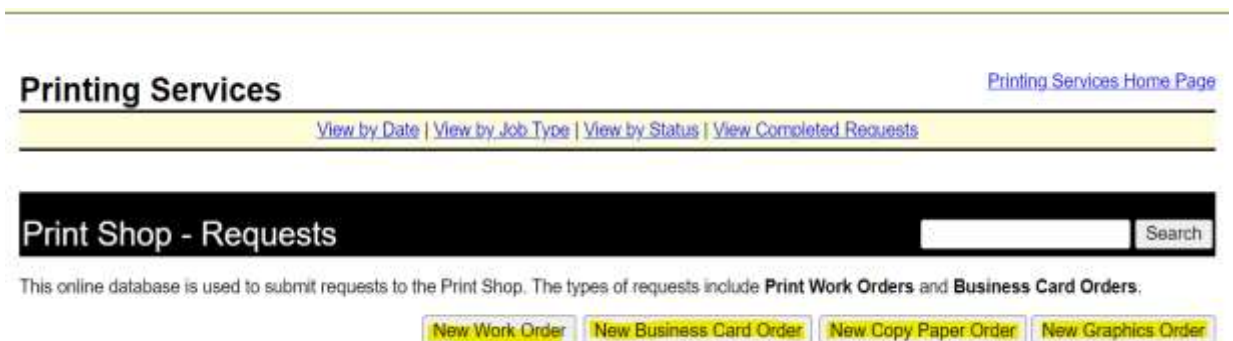 Printing Services
Printing Services Home Page
View by Date | View by Job Type | View by Status | View Completed Requests
Print Shop - Requests
Search
This online database is used to submit requests to the Print Shop. The types of requests include Print Work Orders and Business Card Orders.
New Work Order New Business Card Order New Copy Paper Order New Graphics Order